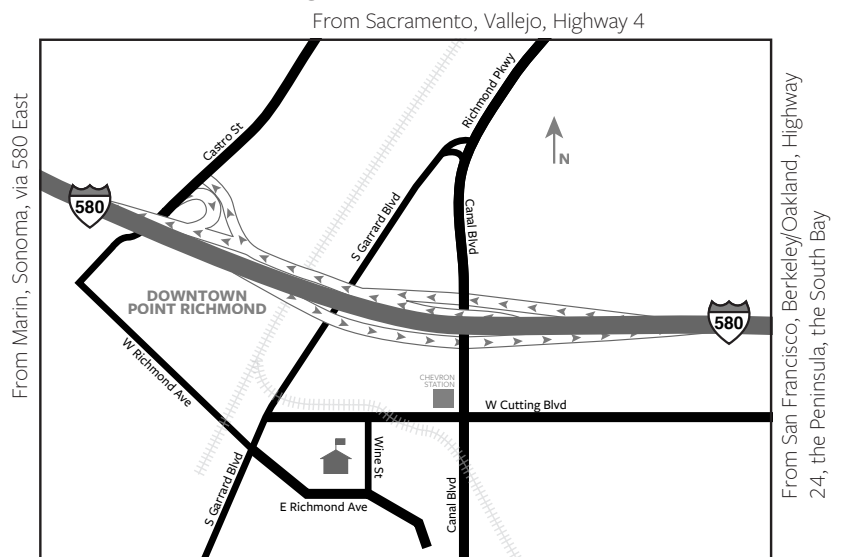 From Sacramento, Vallejo, Highway 4
From Marin, Sonoma, via 580 East
From San Francisco, Berkeley/Oakland, Highway
24, the Peninsula, the South Bay
Castro St
Richmond Pkwy
N
580
S Garrard Blvd
Canal Blvd
DOWNTOWN
POINT RICHMOND
580
W Richmond Ave
CHEVRON
STATION
W Cutting Blvd
Wine St
S Garrard Blvd
E Richmond Ave
Canal Blvd